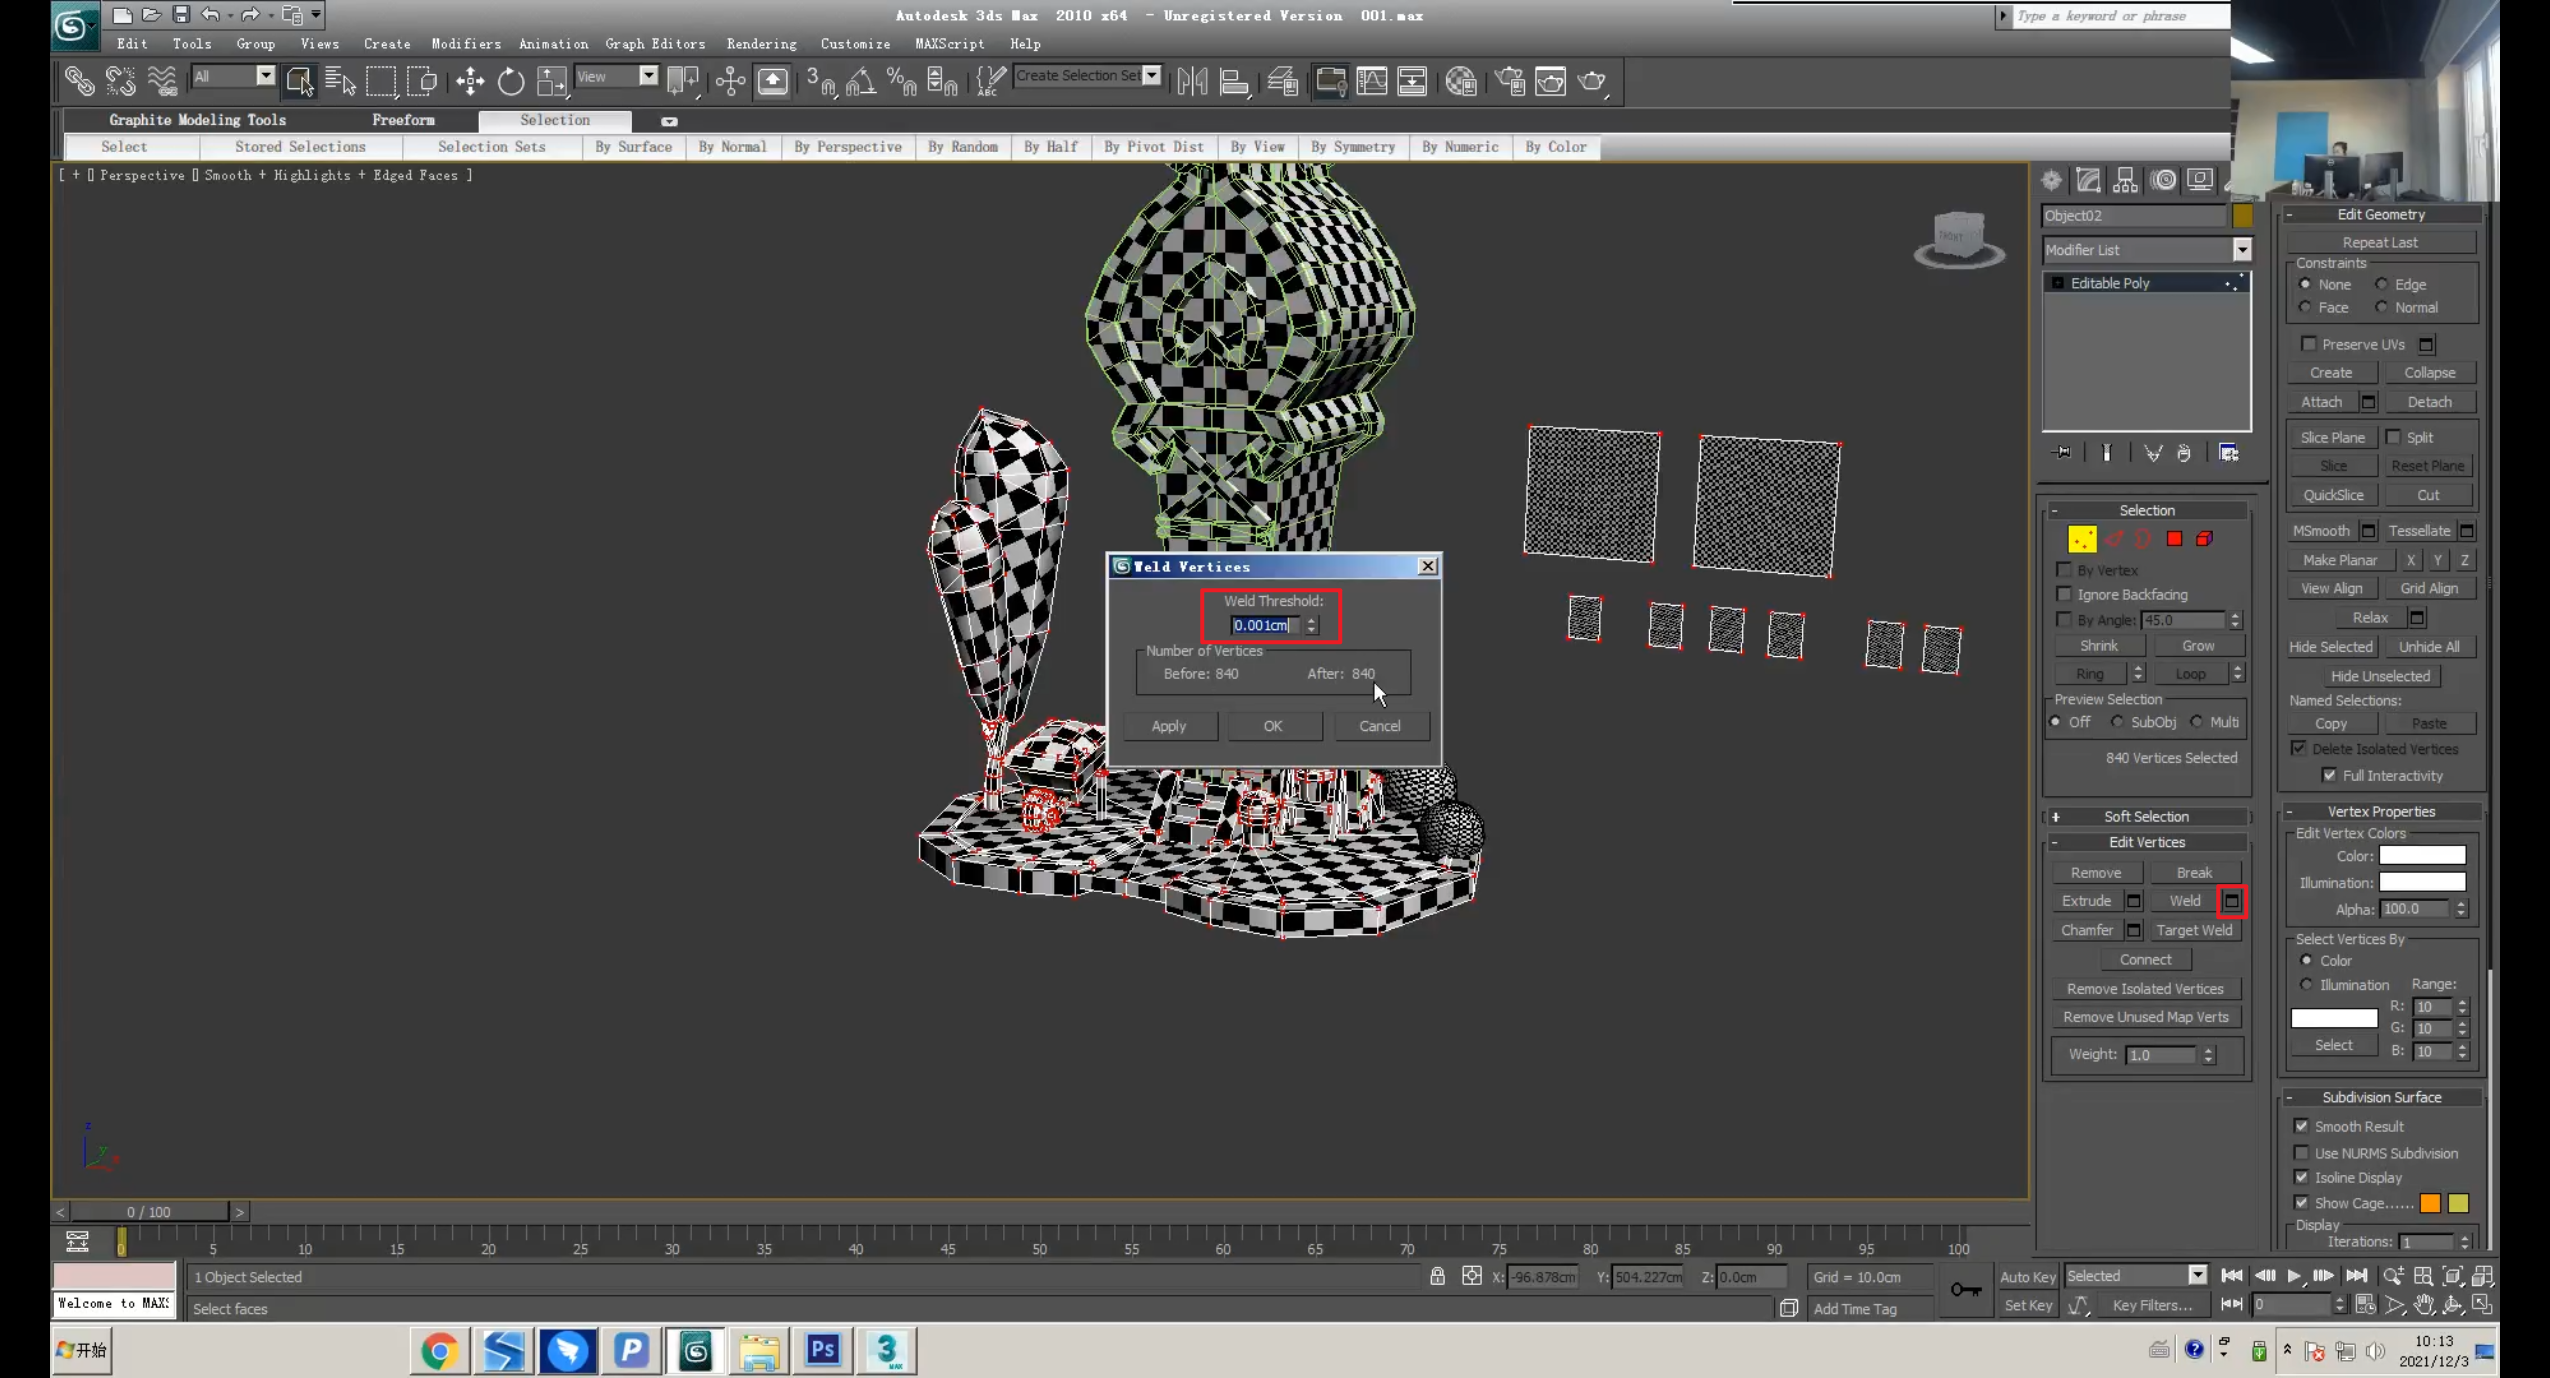 Autodesk 3ds Max 2010 x64 - Unregistered Version 001.max
Type a keyword or phrase
Edit Tools Group Views Create Modifiers Animation Graph Editors Rendering Customize MAXScript Help
All
View
Create Selection Set
Graphite Modeling Tools Freeform Selection
Select Stored Selections Selection Sets By Surface By Normal By Perspective By Random By Half By Pivot Dist By View By Symmetry By Numeric By Color
[ + [] Perspective [] Smooth + Highlights + Edged Faces ]
FRONT
Weld Vertices
Weld Threshold:
0.001cm
Number of Vertices
Before: 840 After: 840
Apply OK Cancel
Object02
Modifier List
Editable Poly
- Selection
By Vertex
Ignore Backfacing
By Angle: 45.0
Shrink Grow
Ring Loop
Preview Selection
Off SubObj Multi
840 Vertices Selected
+ Soft Selection
- Edit Vertices
Remove Break
Extrude Weld
Chamfer Target Weld
Connect
Remove Isolated Vertices
Remove Unused Map Verts
Weight: 1.0
- Edit Geometry
Repeat Last
Constraints
None Edge
Face Normal
Preserve UVs
Create Collapse
Attach Detach
Slice Plane Split
Slice Reset Plane
QuickSlice Cut
MSmooth Tessellate
Make Planar X Y Z
View Align Grid Align
Relax
Hide Selected Unhide All
Hide Unselected
Named Selections:
Copy Paste
Delete Isolated Vertices
Full Interactivity
- Vertex Properties
Edit Vertex Colors
Color:
Illumination:
Alpha: 100.0
Select Vertices By
Color
Illumination Range:
R: 10
G: 10
Select B: 10
- Subdivision Surface
Smooth Result
Use NURMS Subdivision
Isoline Display
Show Cage......
Display
Iterations: 1
z
y
x
< 0 / 100 >
0 5 10 15 20 25 30 35 40 45 50 55 60 65 70 75 80 85 90 95 100
1 Object Selected
X: -96.878cm Y: 504.227cm Z: 0.0cm Grid = 10.0cm
Auto Key Selected
Welcome to MAXS
Select faces
Add Time Tag
Set Key Key Filters... 0
开始
Ps
3
MAX
10:13
2021/12/3